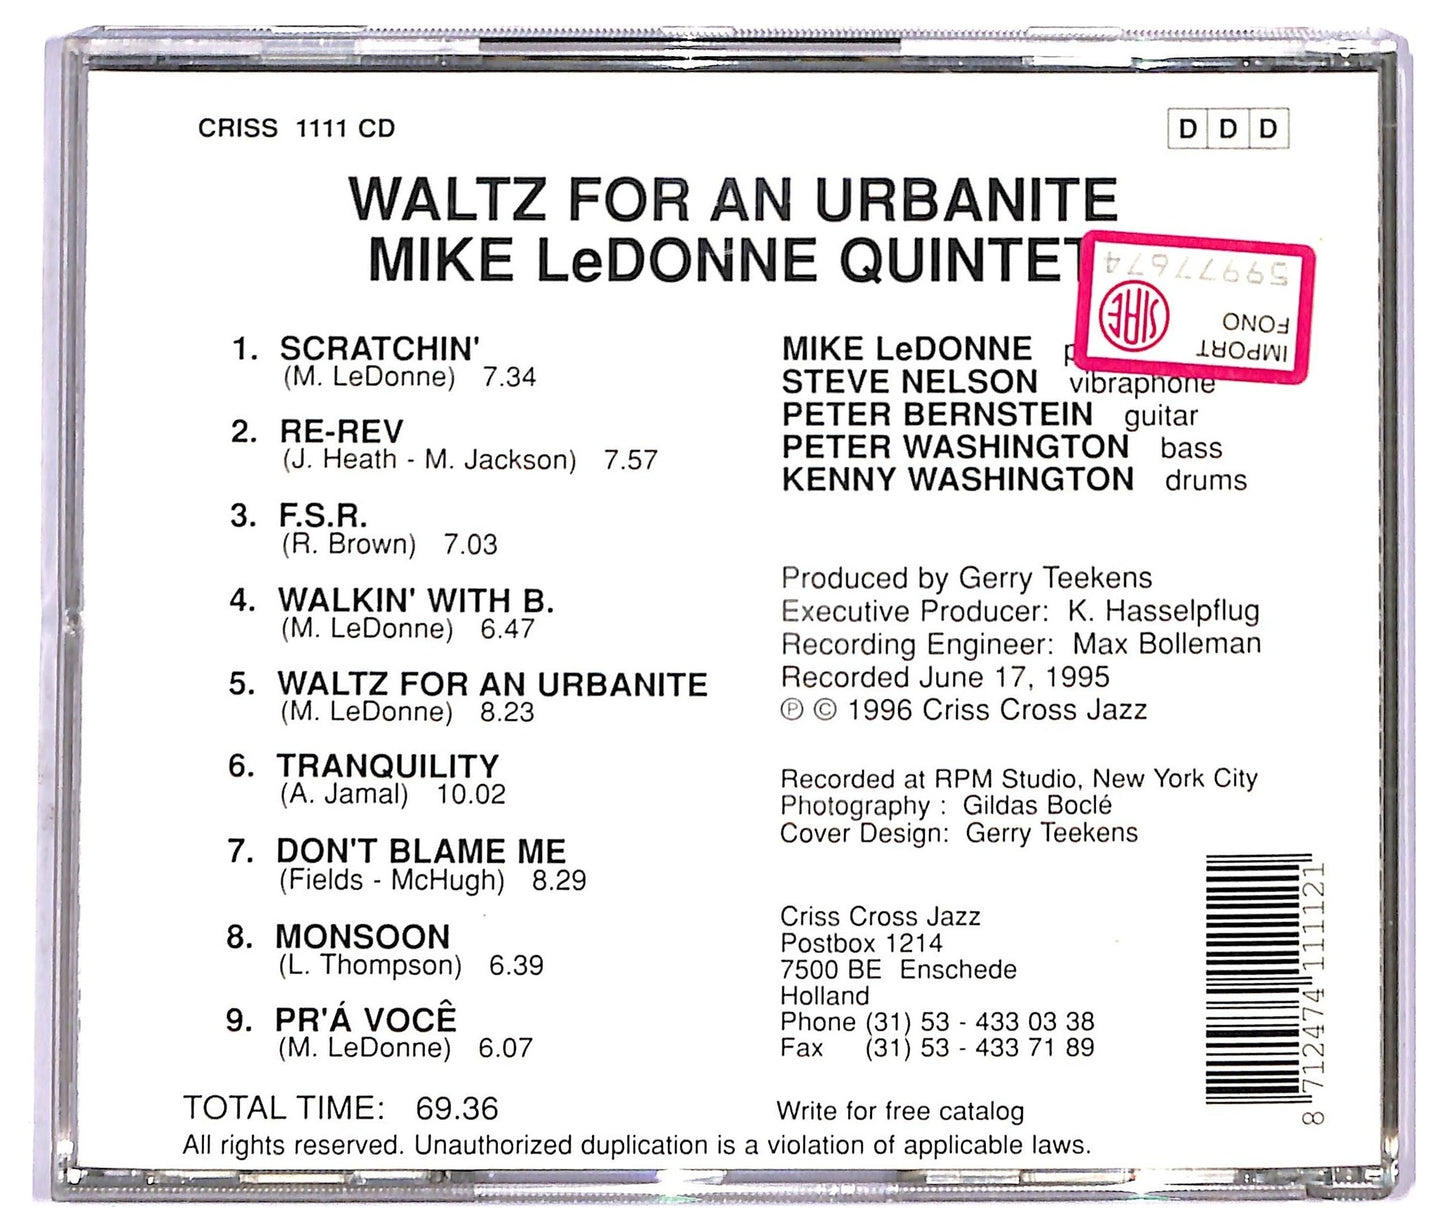 CRISS 1111 CD
D D D
WALTZ FOR AN URBANITE
MIKE LeDONNE QUINTET
59977674
SIAE
FONO
IMPORT
1. SCRATCHIN'
(M. LeDonne) 7.34
2. RE-REV
(J. Heath - M. Jackson) 7.57
3. F.S.R.
(R. Brown) 7.03
4. WALKIN' WITH B.
(M. LeDonne) 6.47
5. WALTZ FOR AN URBANITE
(M. LeDonne) 8.23
6. TRANQUILITY
(A. Jamal) 10.02
7. DON'T BLAME ME
(Fields - McHugh) 8.29
8. MONSOON
(L. Thompson) 6.39
9. PR'Á VOCÊ
(M. LeDonne) 6.07
TOTAL TIME: 69.36
MIKE LeDONNE
STEVE NELSON vibraphone
PETER BERNSTEIN guitar
PETER WASHINGTON bass
KENNY WASHINGTON drums
Produced by Gerry Teekens
Executive Producer: K. Hasselpflug
Recording Engineer: Max Bolleman
Recorded June 17, 1995
℗ © 1996 Criss Cross Jazz
Recorded at RPM Studio, New York City
Photography : Gildas Boclé
Cover Design: Gerry Teekens
Criss Cross Jazz
Postbox 1214
7500 BE Enschede
Holland
Phone (31) 53 - 433 03 38
Fax (31) 53 - 433 71 89
Write for free catalog
All rights reserved. Unauthorized duplication is a violation of applicable laws.
8 712474 111121